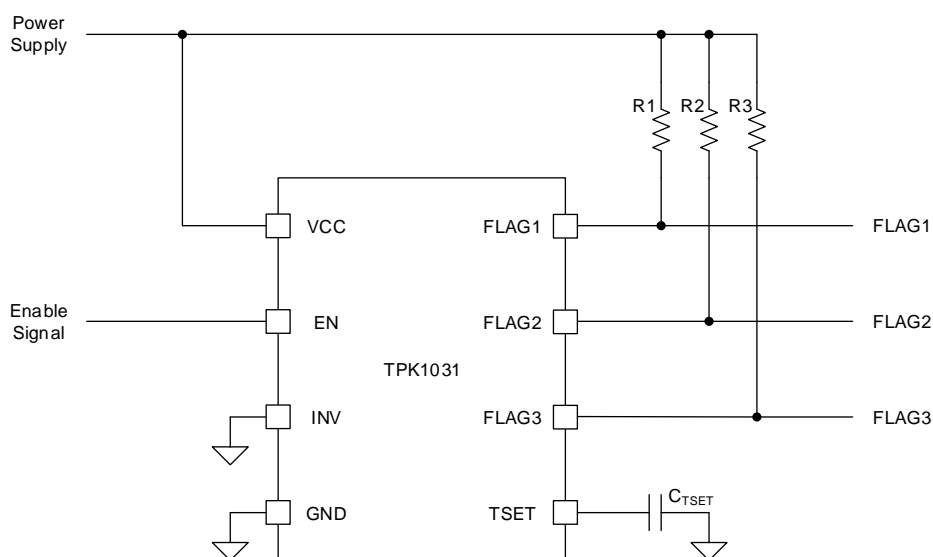 Power
Supply
R1 R2 R3
VCC FLAG1 FLAG1
Enable
Signal
EN FLAG2 FLAG2
TPK1031
INV FLAG3 FLAG3
GND TSET CTSET